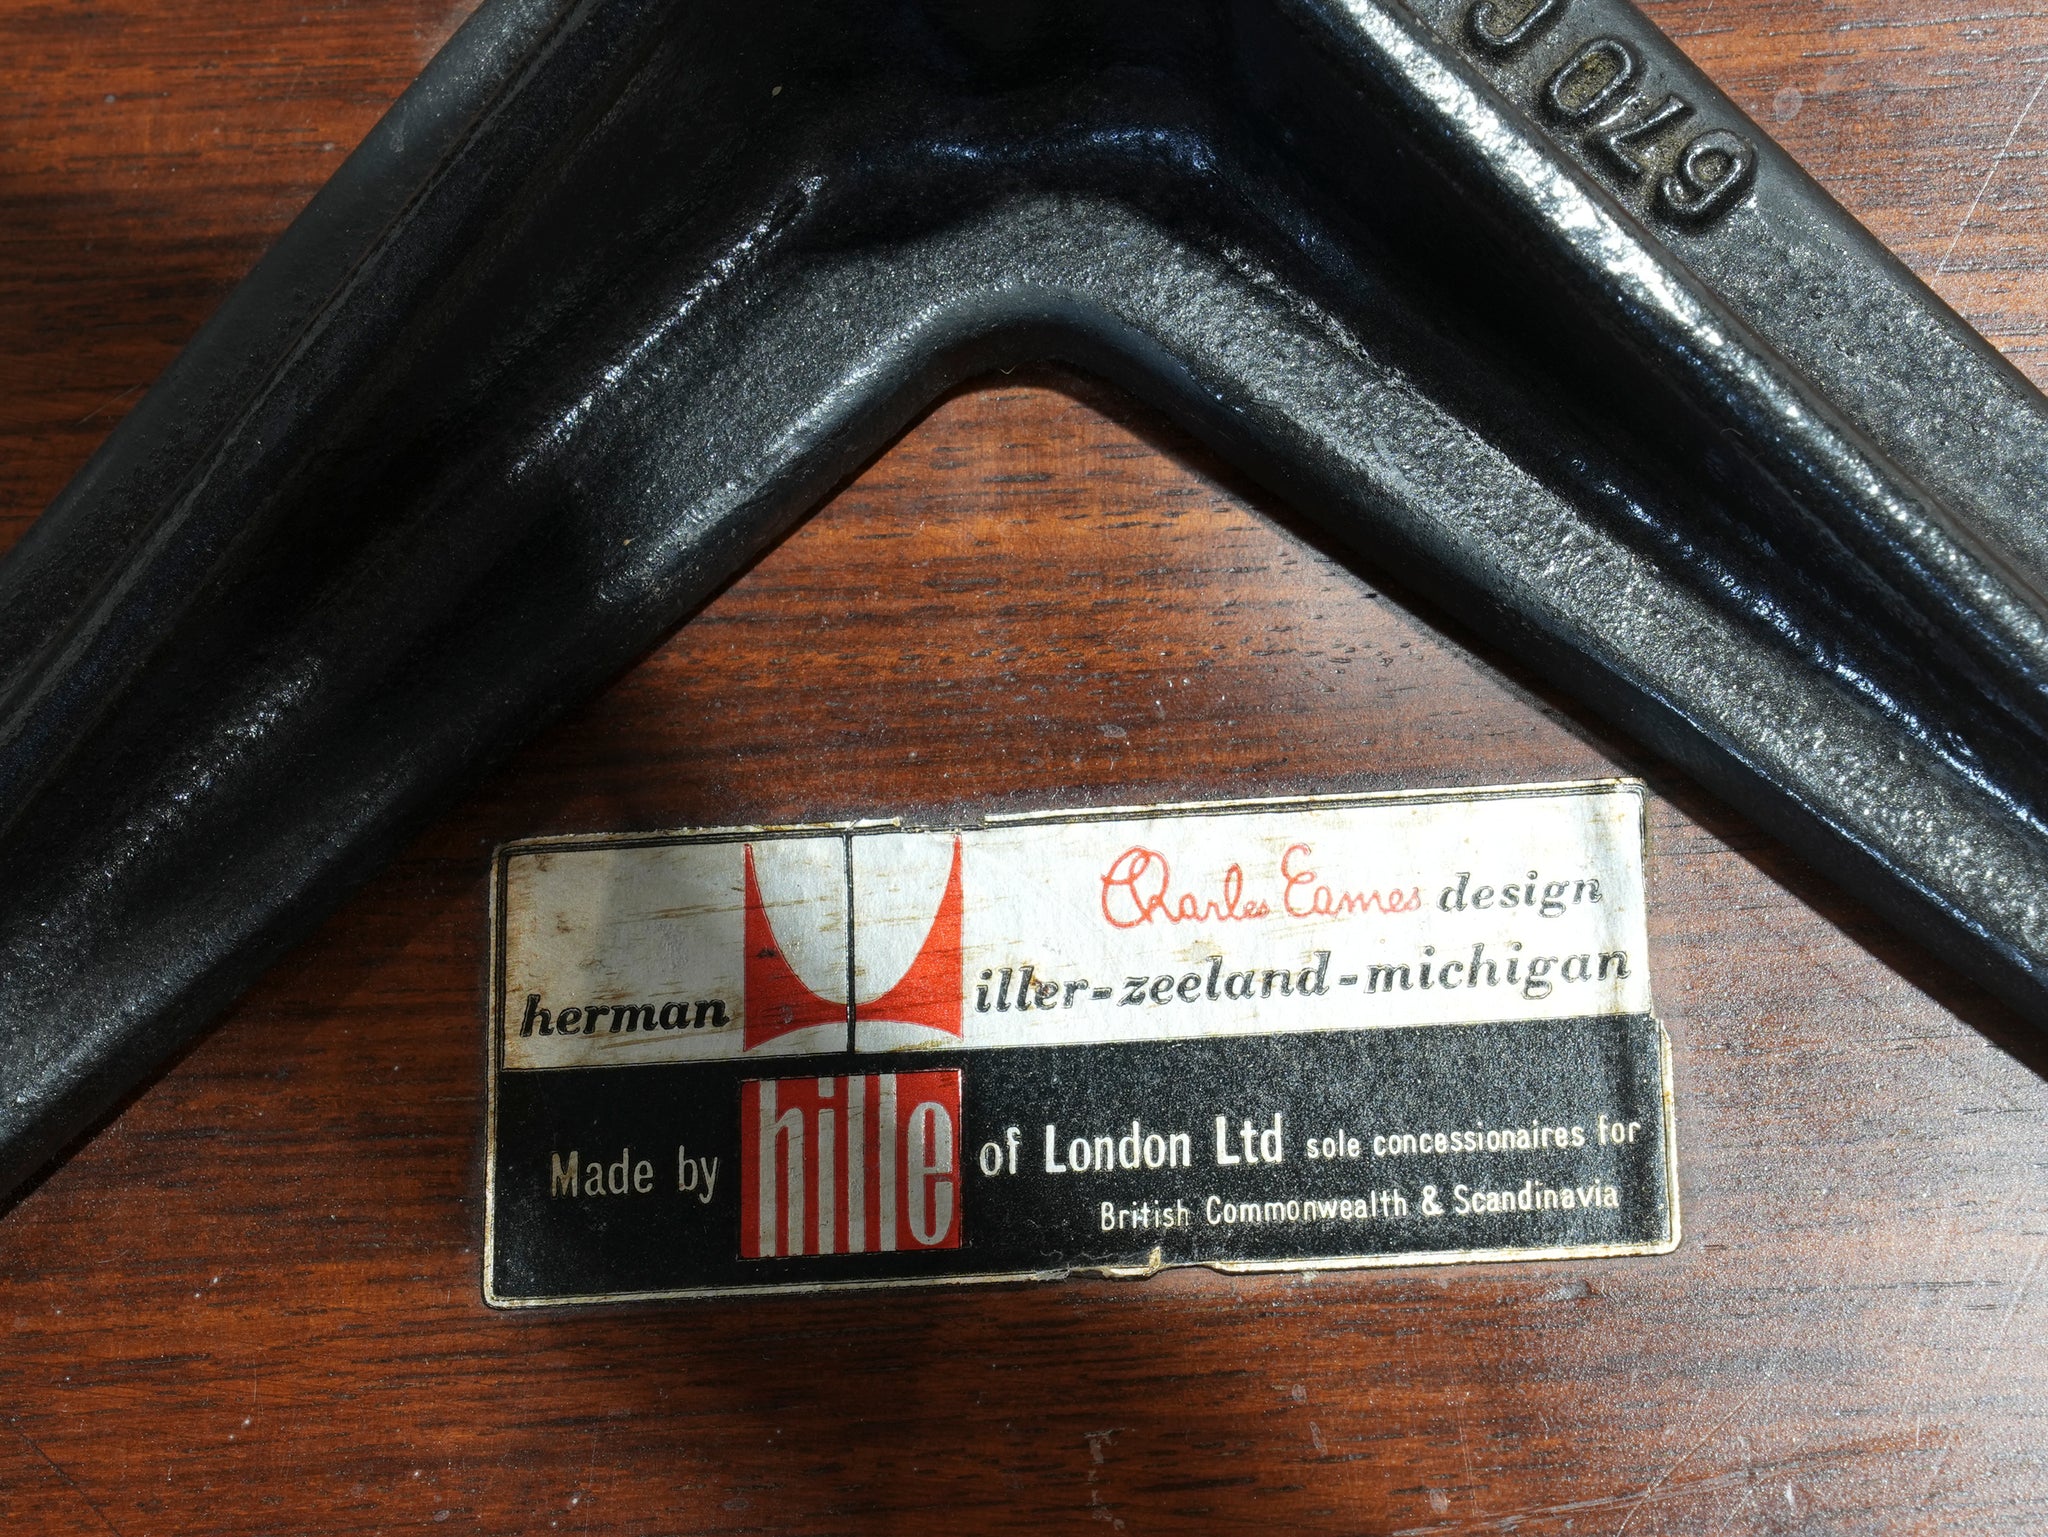 670 C
Charles Eames design
herman miller-zeeland-michigan
Made by hille of London Ltd sole concessionaires for
British Commonwealth & Scandinavia